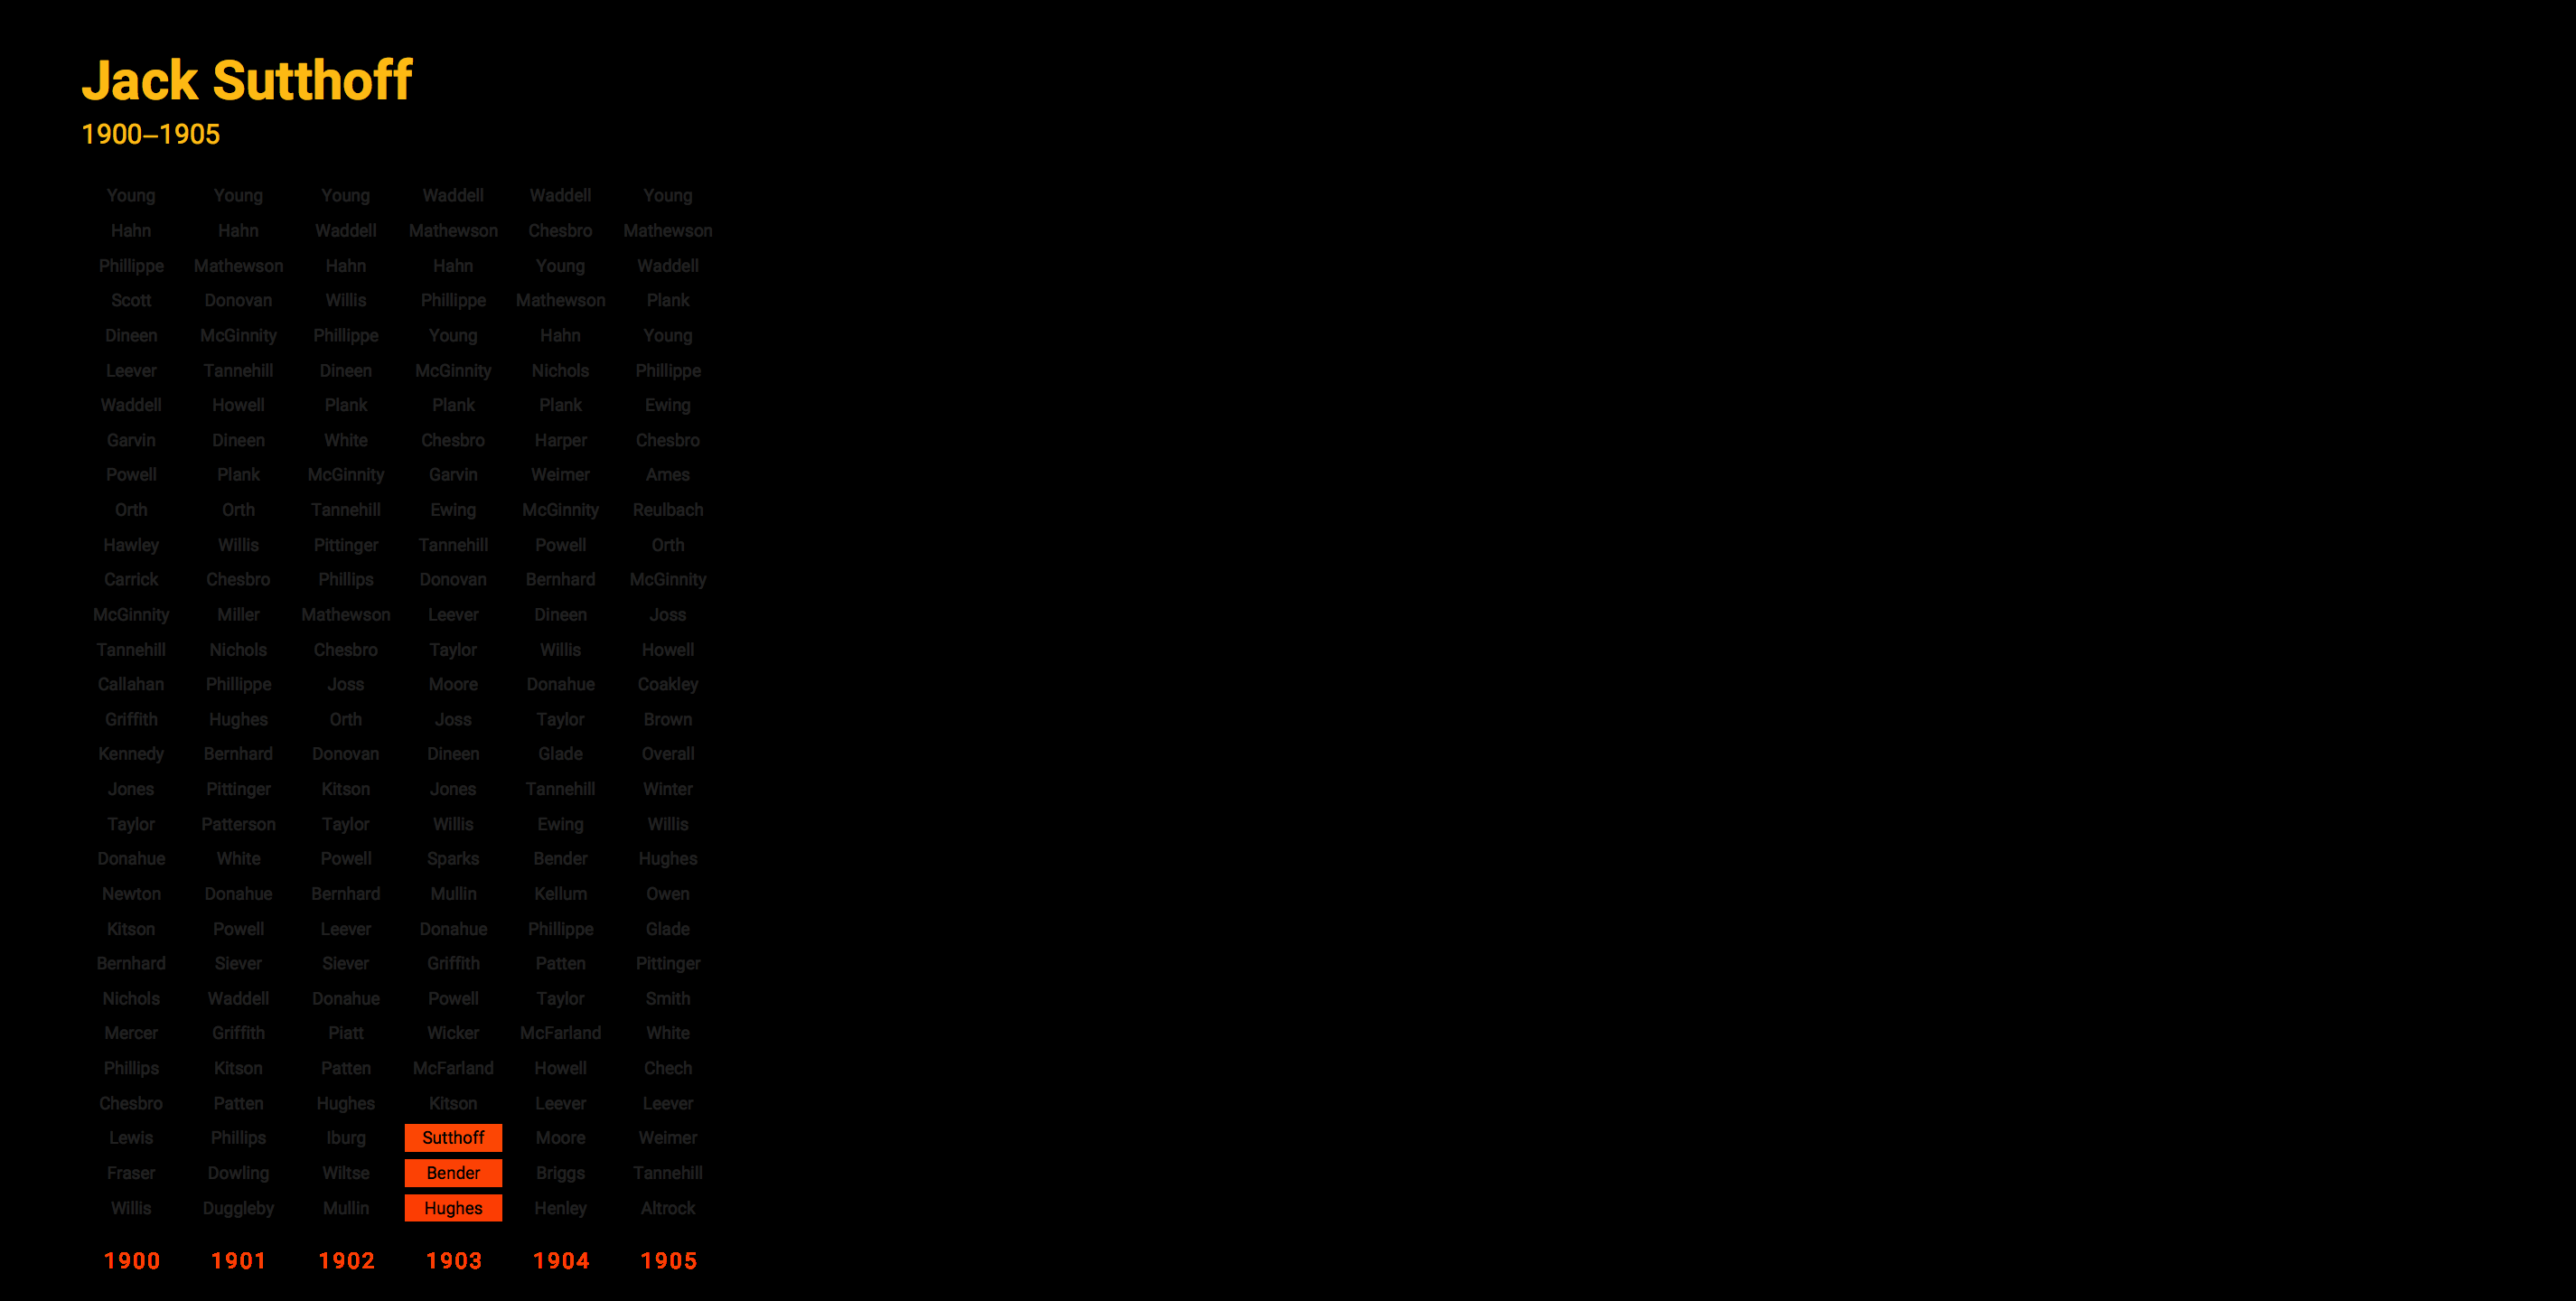 Jack Sutthoff
1900–1905
Young Young Young Waddell Waddell Young
Hahn Hahn Waddell Mathewson Chesbro Mathewson
Phillippe Mathewson Hahn Hahn Young Waddell
Scott Donovan Willis Phillippe Mathewson Plank
Dineen McGinnity Phillippe Young Hahn Young
Leever Tannehill Dineen McGinnity Nichols Phillippe
Waddell Howell Plank Plank Plank Ewing
Garvin Dineen White Chesbro Harper Chesbro
Powell Plank McGinnity Garvin Weimer Ames
Orth Orth Tannehill Ewing McGinnity Reulbach
Hawley Willis Pittinger Tannehill Powell Orth
Carrick Chesbro Phillips Donovan Bernhard McGinnity
McGinnity Miller Mathewson Leever Dineen Joss
Tannehill Nichols Chesbro Taylor Willis Howell
Callahan Phillippe Joss Moore Donahue Coakley
Griffith Hughes Orth Joss Taylor Brown
Kennedy Bernhard Donovan Dineen Glade Overall
Jones Pittinger Kitson Jones Tannehill Winter
Taylor Patterson Taylor Willis Ewing Willis
Donahue White Powell Sparks Bender Hughes
Newton Donahue Bernhard Mullin Kellum Owen
Kitson Powell Leever Donahue Phillippe Glade
Bernhard Siever Siever Griffith Patten Pittinger
Nichols Waddell Donahue Powell Taylor Smith
Mercer Griffith Piatt Wicker McFarland White
Phillips Kitson Patten McFarland Howell Chech
Chesbro Patten Hughes Kitson Leever Leever
Lewis Phillips Iburg Sutthoff Moore Weimer
Fraser Dowling Wiltse Bender Briggs Tannehill
Willis Duggleby Mullin Hughes Henley Altrock
1900 1901 1902 1903 1904 1905